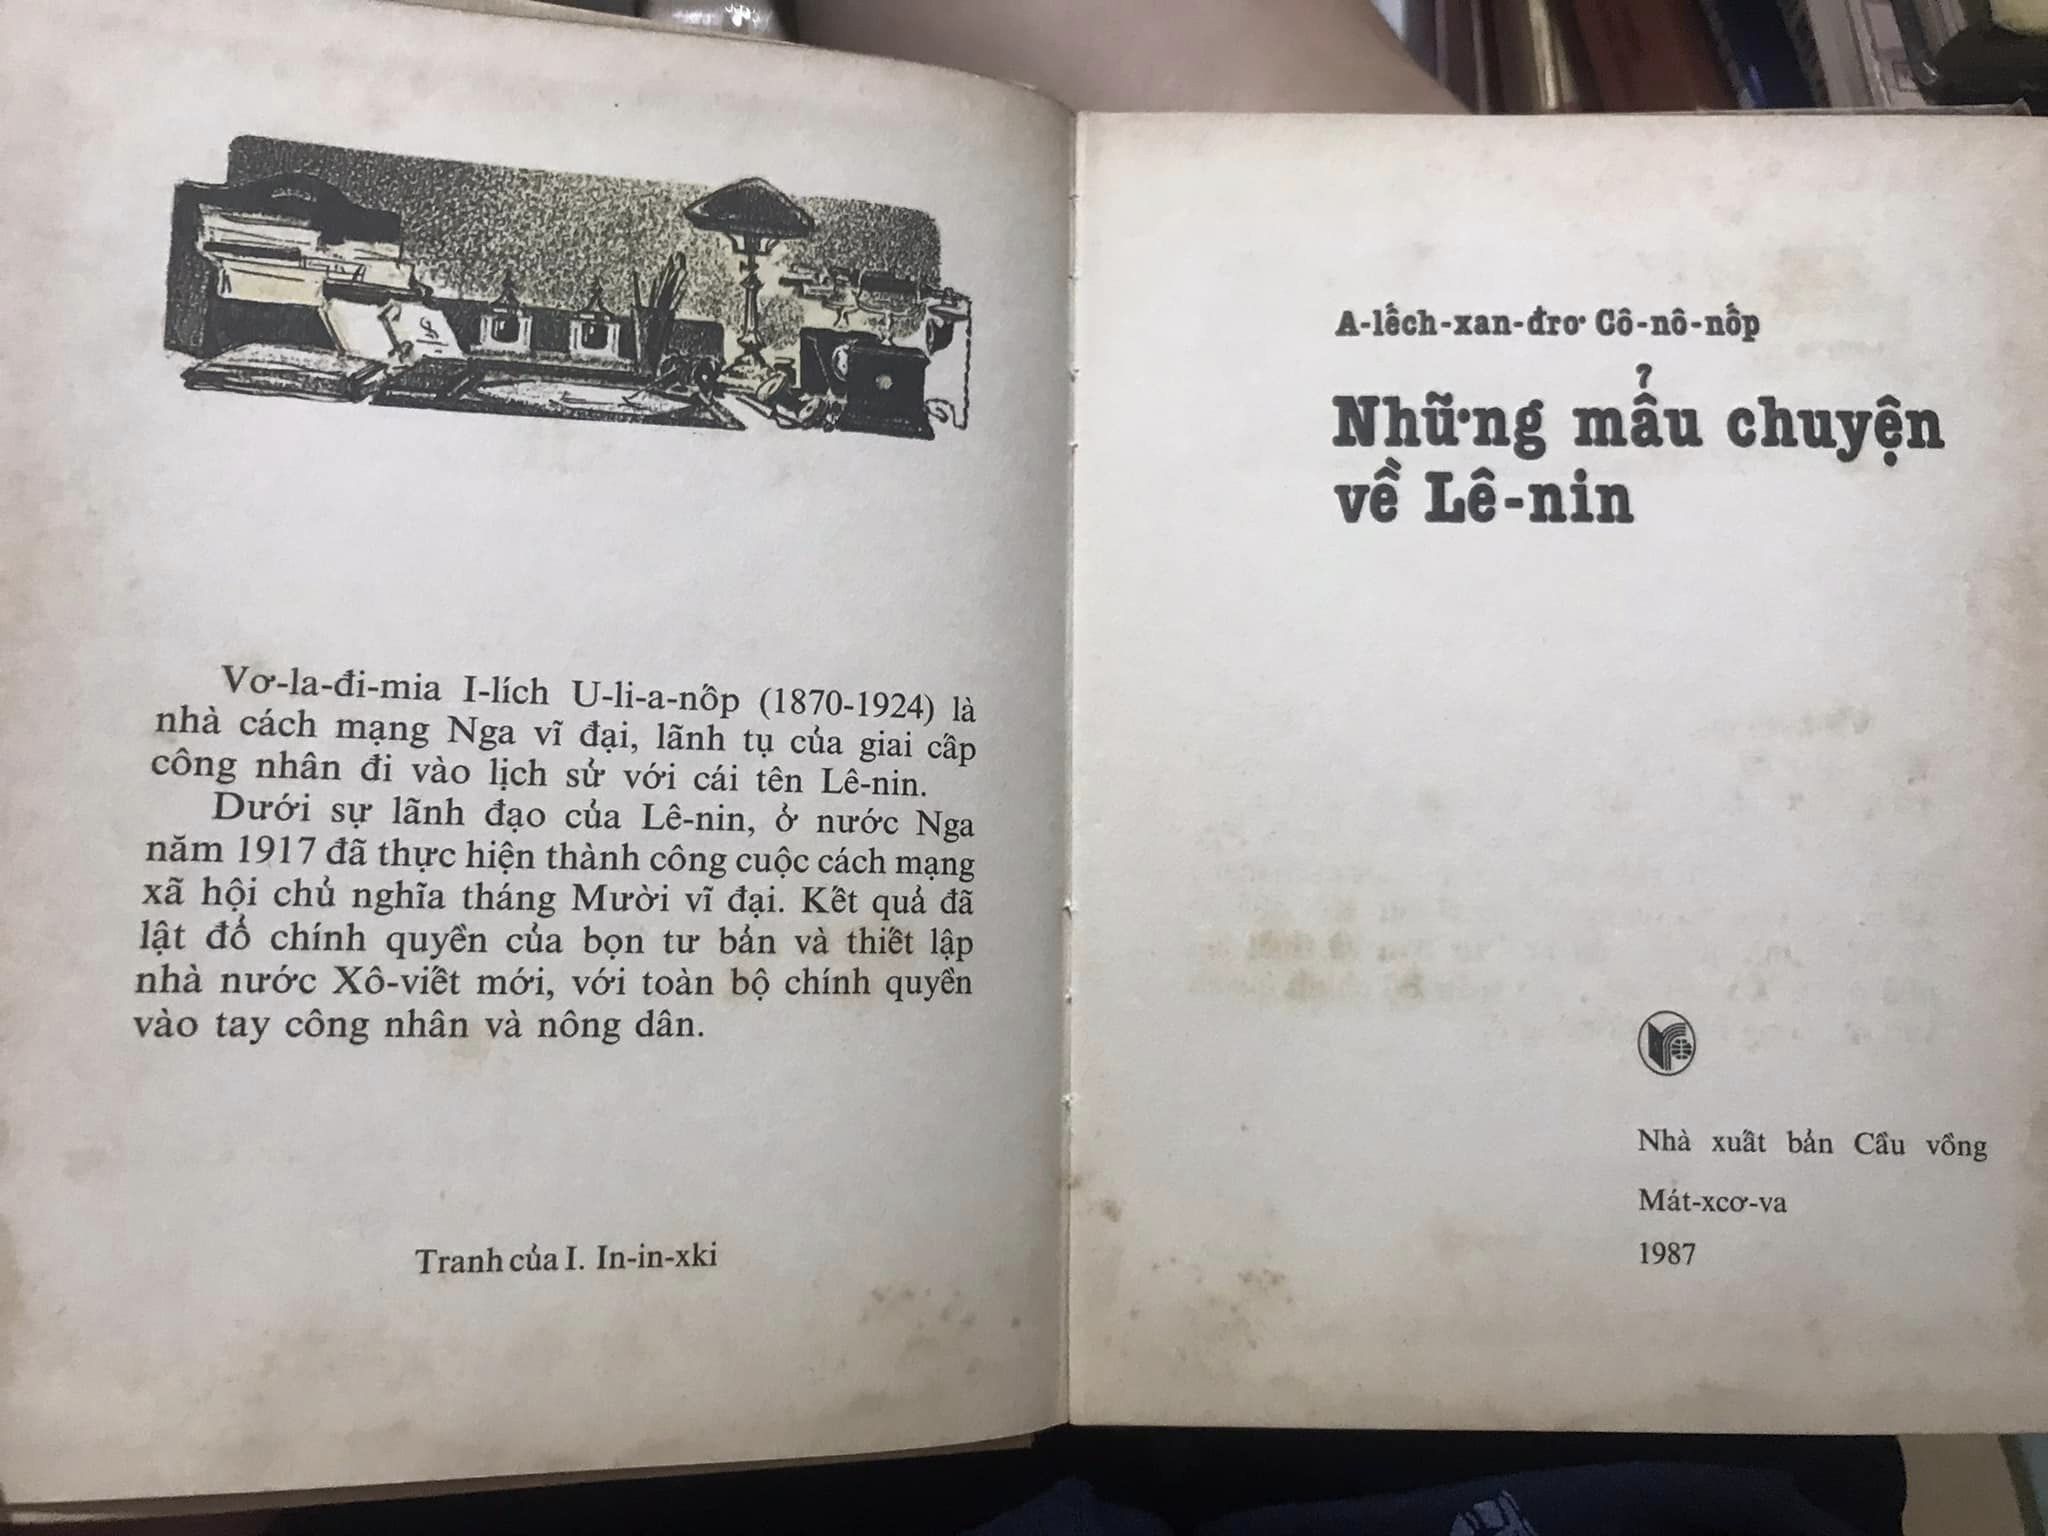 Vơ-la-đi-mia I-lích U-li-a-nốp (1870-1924) là
nhà cách mạng Nga vĩ đại, lãnh tụ của giai cấp
công nhân đi vào lịch sử với cái tên Lê-nin.
Dưới sự lãnh đạo của Lê-nin, ở nước Nga
năm 1917 đã thực hiện thành công cuộc cách mạng
xã hội chủ nghĩa tháng Mười vĩ đại. Kết quả đã
lật đổ chính quyền của bọn tư bản và thiết lập
nhà nước Xô-viết mới, với toàn bộ chính quyền
vào tay công nhân và nông dân.
Tranh của I. In-in-xki
A-lếch-xan-đrơ Cô-nô-nốp
Những mẩu chuyện
về Lê-nin
Nhà xuất bản Cầu vồng
Mát-xcơ-va
1987